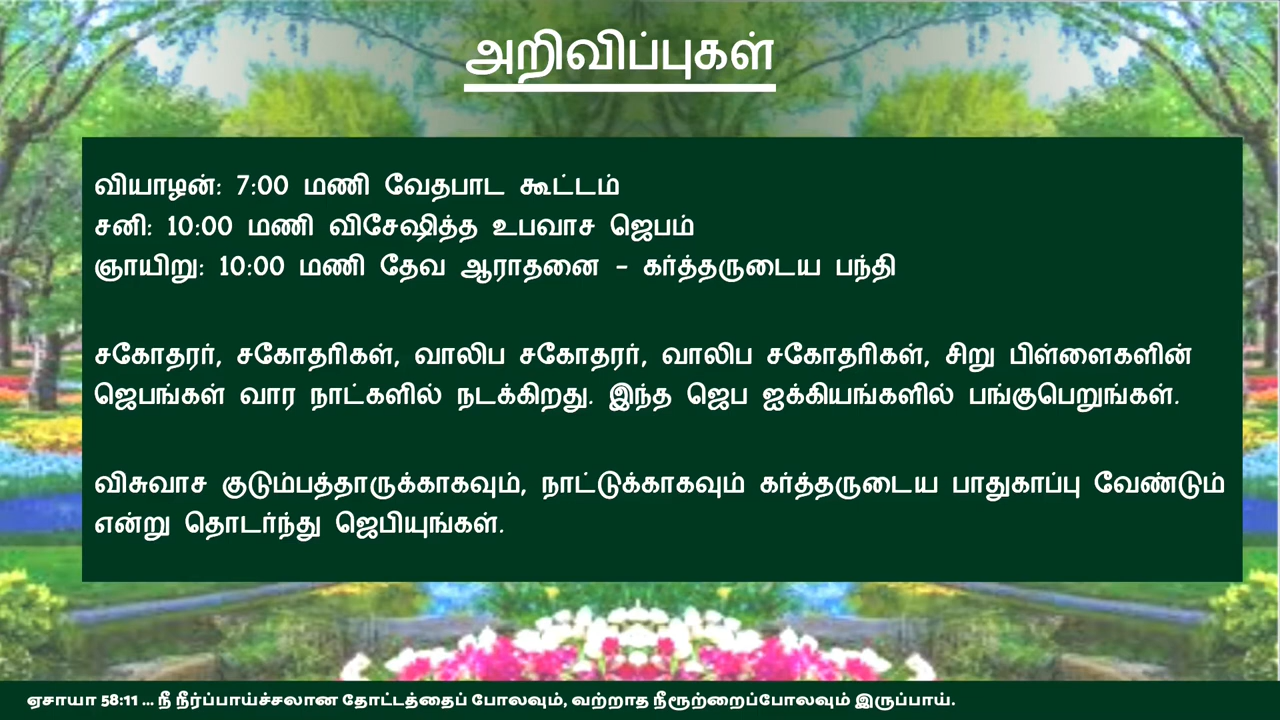 அறிவிப்புகள்
வியாழன்: 7:00 மணி வேதபாட கூட்டம்
சனி: 10:00 மணி விசேஷித்த உபவாச ஜெபம்
ஞாயிறு: 10:00 மணி தேவ ஆராதனை - கர்த்தருடைய பந்தி
சகோதரர், சகோதரிகள், வாலிப சகோதரர், வாலிப சகோதரிகள், சிறு பிள்ளைகளின்
ஜெபங்கள் வார நாட்களில் நடக்கிறது. இந்த ஜெப ஐக்கியங்களில் பங்குபெறுங்கள்.
விசுவாச குடும்பத்தாருக்காகவும், நாட்டுக்காகவும் கர்த்தருடைய பாதுகாப்பு வேண்டும்
என்று தொடர்ந்து ஜெபியுங்கள்.
ஏசாயா 58:11 ... நீ நீர்ப்பாய்ச்சலான தோட்டத்தைப் போலவும், வற்றாத நீரூற்றைப்போலவும் இருப்பாய்.